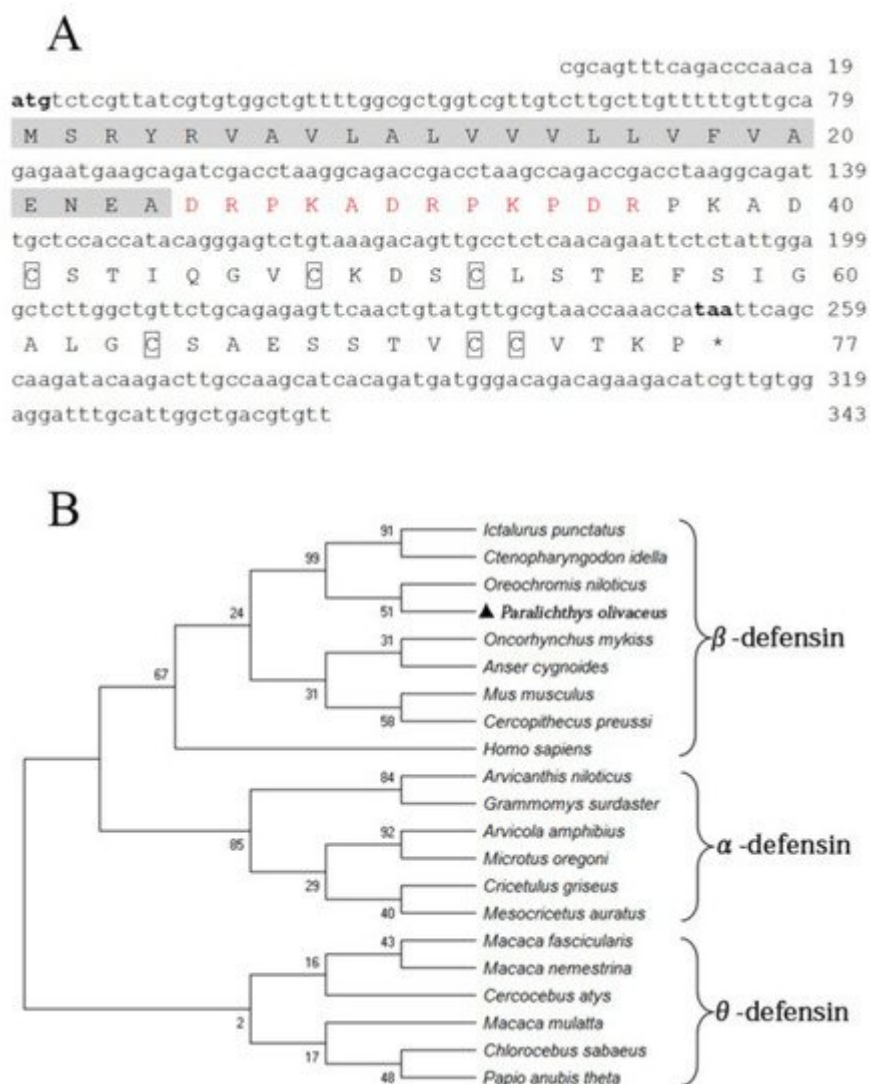 A
cgcagtttcagacccaaca 19
atgtctcgttatcgtgtggctgttttggcgctggtcgttgtcttgcttgtttttgttgca 79
M S R Y R V A V L A L V V V L L V F V A 20
gagaatgaagcagatcgacctaaggcagaccgacctaagccagaccgacctaaggcagat 139
E N E A D R P K A D R P K P D R P K A D 40
tgctccaccatacagggagtctgtaaagacagttgcctctcaacagaattctctattgga 199
C S T I Q G V C K D S C L S T E F S I G 60
gctcttggctgttctgcagagagttcaactgtatgttgcgtaaccaaaccataattcagc 259
A L G C S A E S S T V C C V T K P * 77
caagatacaagacttgccaagcatcacagatgatgggacagacagaagacatcgttgtgg 319
aggatttgcattggctgacgtgtt 343
B
91 Ictalurus punctatus
99 Ctenopharyngodon idella
Oreochromis niloticus
24 51 ▲ Paralichthys olivaceus
31 Oncorhynchus mykiss
β-defensin
Anser cygnoides
67 31 Mus musculus
58 Cercopithecus preussi
Homo sapiens
84 Arvicanthis niloticus
Grammomys surdaster
85 92 Arvicola amphibius
α-defensin
Microtus oregoni
29 Cricetulus griseus
40 Mesocricetus auratus
43 Macaca fascicularis
16 Macaca nemestrina
Cercocebus atys
θ-defensin
2 Macaca mulatta
17 Chlorocebus sabaeus
48 Papio anubis theta